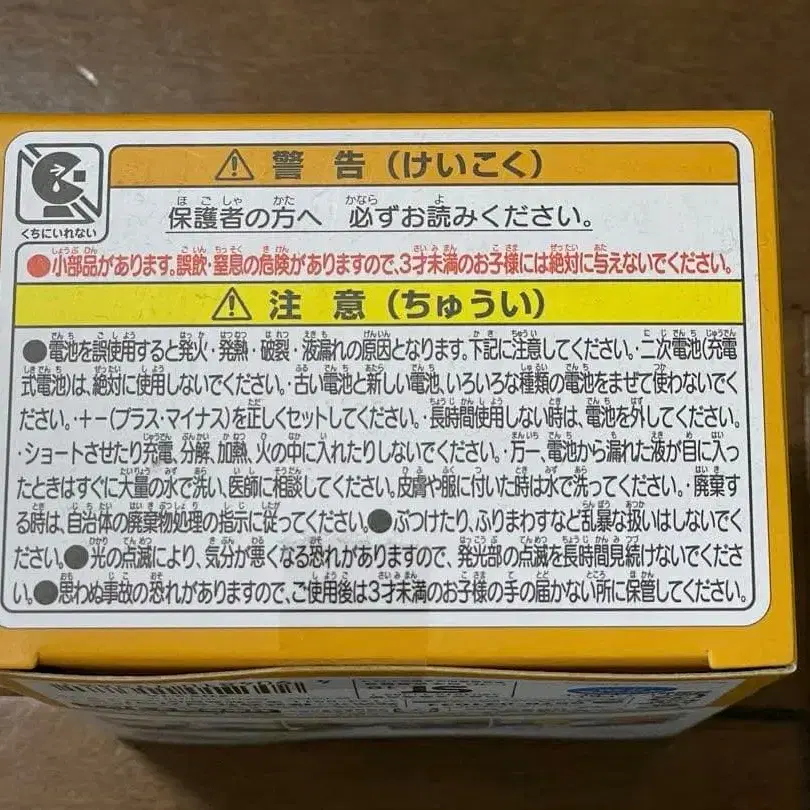 警告(けいこく)
くちにいれない
保護者の方へ 必ずお読みください。
●小部品があります。誤飲・窒息の危険がありますので、3才未満のお子様には絶対に与えないでください。
注意(ちゅうい)
●電池を誤使用すると発火・発熱・破裂・液漏れの原因となります。下記に注意してください。・二次電池(充電
式電池)は、絶対に使用しないでください。・古い電池と新しい電池、いろいろな種類の電池をまぜて使わないでく
ださい。・+−(プラス・マイナス)を正しくセットしてください。・長時間使用しない時は、電池を外してください。
・ショートさせたり充電、分解、加熱、火の中に入れたりしないでください。・万一、電池から漏れた液が目に入っ
たときはすぐに大量の水で洗い、医師に相談してください。皮膚や服に付いた時は水で洗ってください。・廃棄す
る時は、自治体の廃棄物処理の指示に従ってください。●ぶつけたり、ふりまわすなど乱暴な扱いはしないでく
ださい。●光の点滅により、気分が悪くなる恐れがありますので、発光部の点滅を長時間見続けないでくださ
い。●思わぬ事故の恐れがありますので、ご使用後は3才未満のお子様の手の届かない所に保管してください。